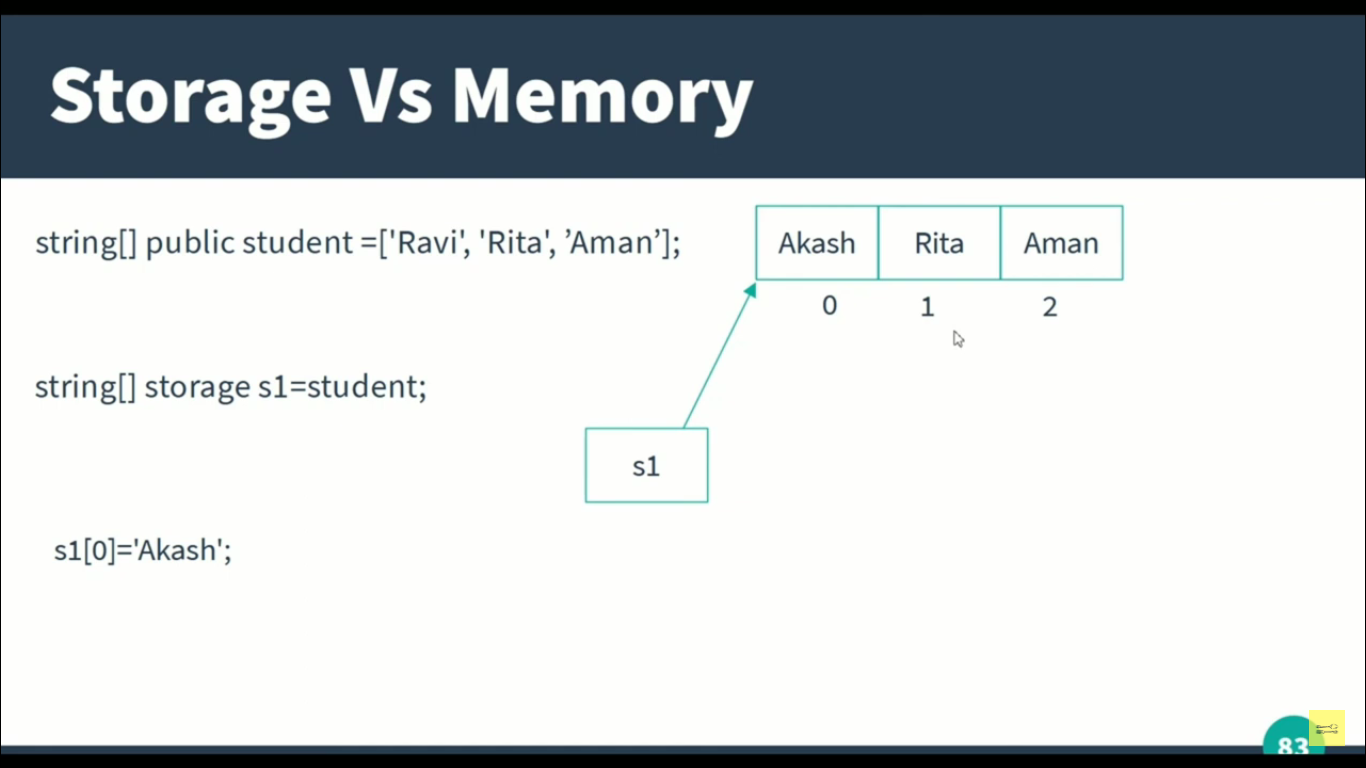 Storage Vs Memory
string[] public student =['Ravi', 'Rita', ’Aman’];
Akash Rita Aman
0 1 2
string[] storage s1=student;
s1
s1[0]='Akash';
83